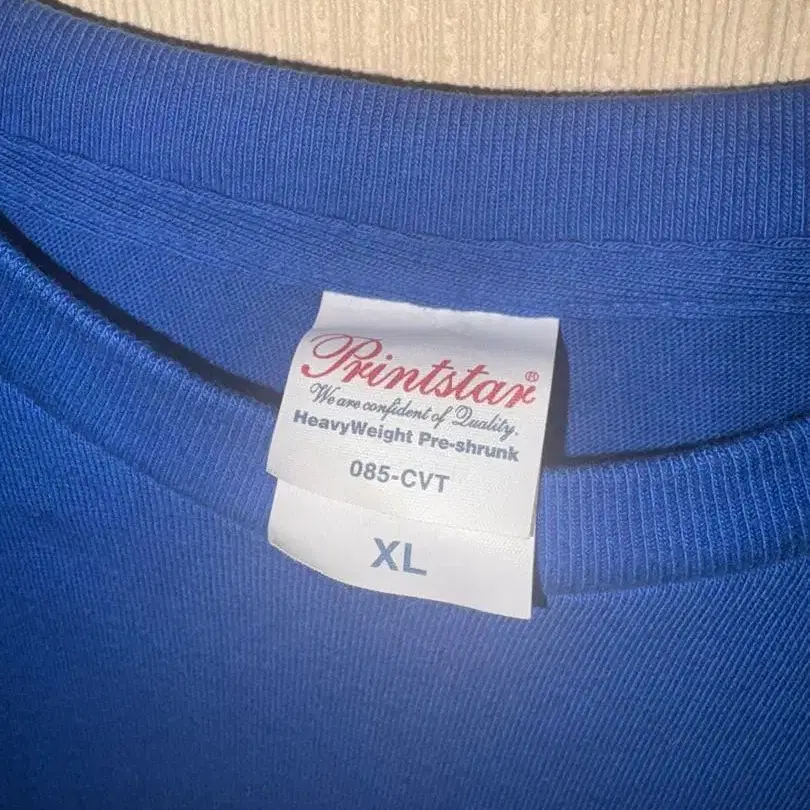 Printstar®
We are confident of Quality.
HeavyWeight Pre-shrunk
085-CVT
XL